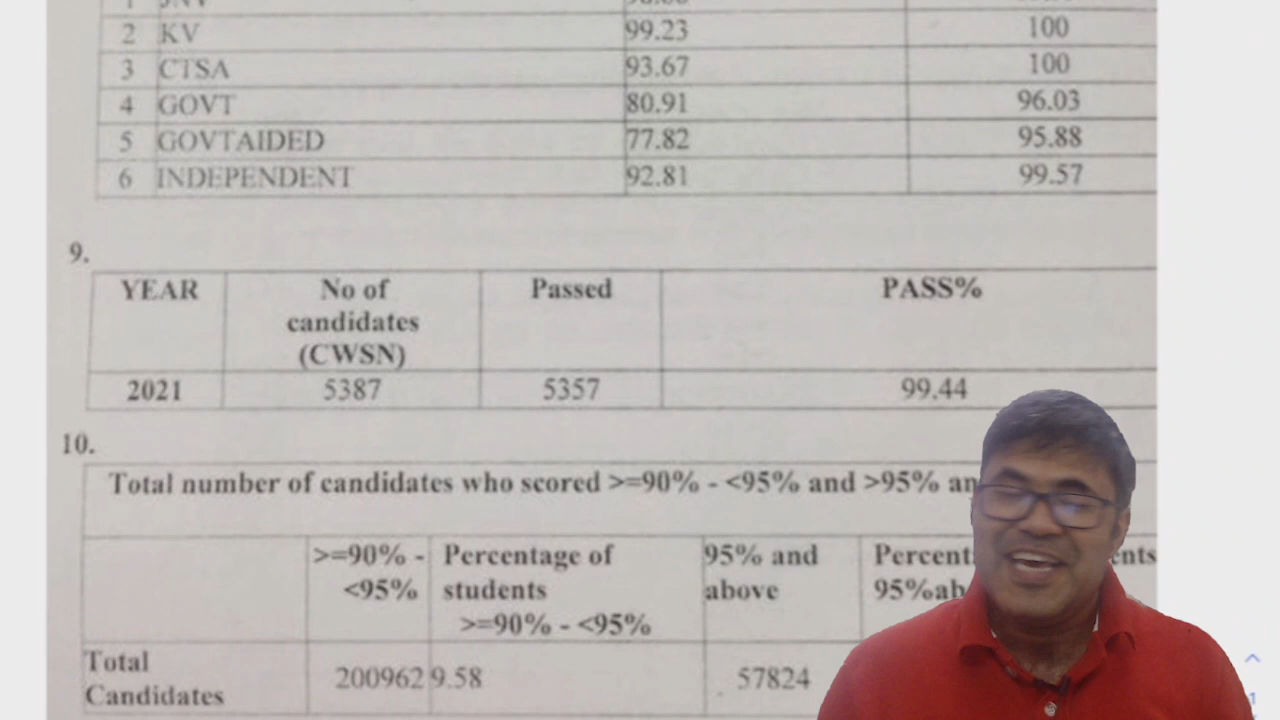 2 KV 99.23 100
3 CTSA 93.67 100
4 GOVT 80.91 96.03
5 GOVTAIDED 77.82 95.88
6 INDEPENDENT 92.81 99.57
9.
YEAR No of candidates (CWSN) Passed PASS%
2021 5387 5357 99.44
10.
Total number of candidates who scored >=90% - <95% and >95% an
>=90% - <95% Percentage of students >=90% - <95% 95% and above 95%ab
Total Candidates 200962 9.58 57824
1